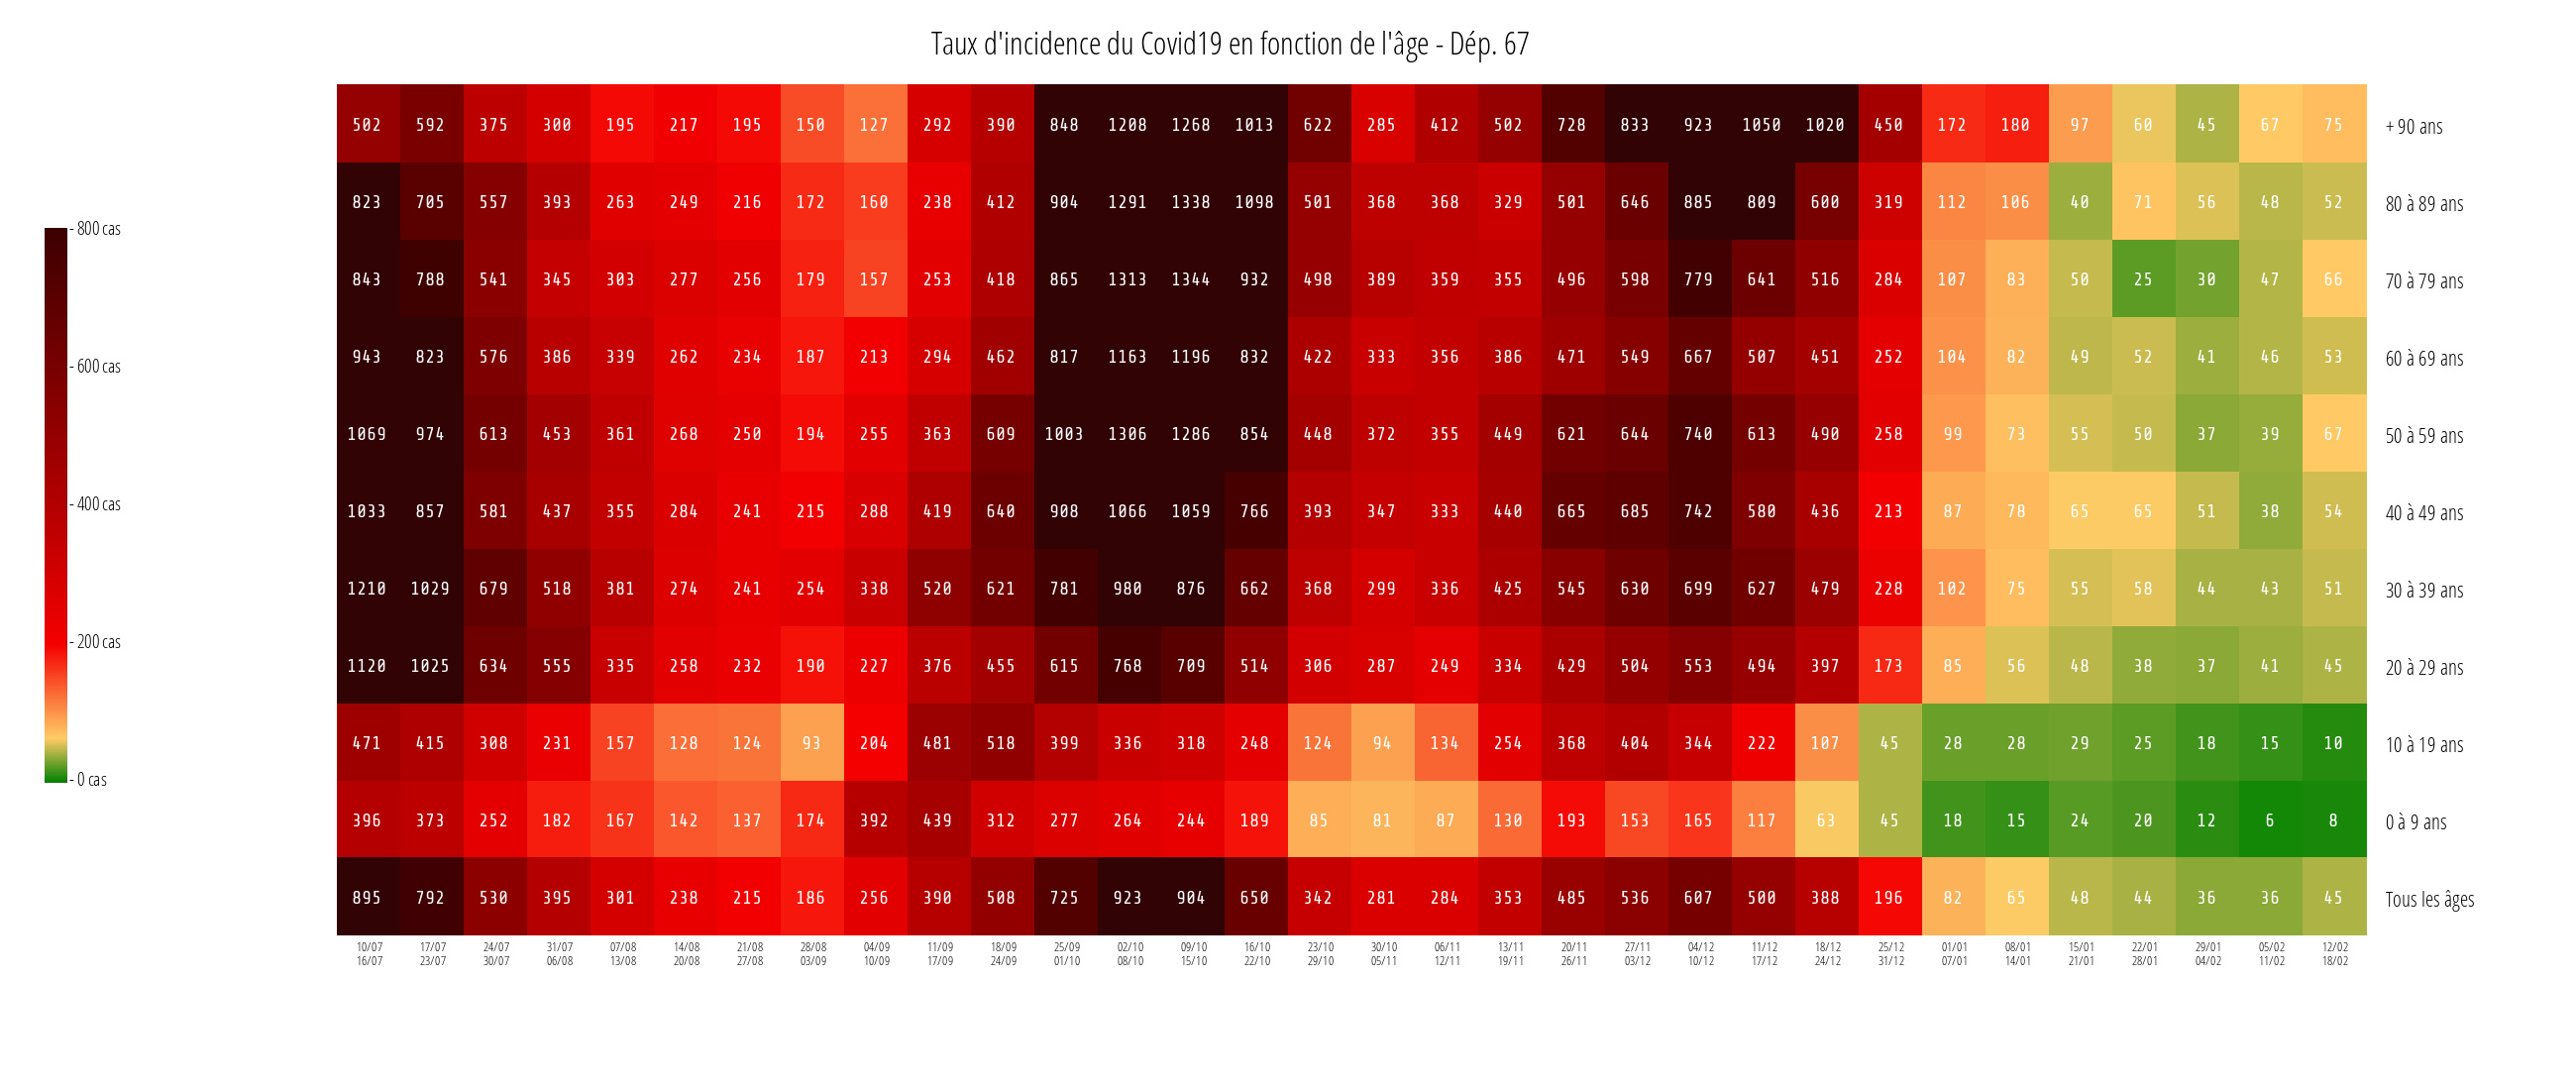 Taux d'incidence du Covid19 en fonction de l'âge - Dép. 67
- 800 cas
- 600 cas
- 400 cas
- 200 cas
- 0 cas
502 592 375 300 195 217 195 150 127 292 390 848 1208 1268 1013 622 285 412 502 728 833 923 1050 1020 450 172 180 97 60 45 67 75 + 90 ans
823 705 557 393 263 249 216 172 160 238 412 904 1291 1338 1098 501 368 368 329 501 646 885 809 600 319 112 106 40 71 56 48 52 80 à 89 ans
843 788 541 345 303 277 256 179 157 253 418 865 1313 1344 932 498 389 359 355 496 598 779 641 516 284 107 83 50 25 30 47 66 70 à 79 ans
943 823 576 386 339 262 234 187 213 294 462 817 1163 1196 832 422 333 356 386 471 549 667 507 451 252 104 82 49 52 41 46 53 60 à 69 ans
1069 974 613 453 361 268 250 194 255 363 609 1003 1306 1286 854 448 372 355 449 621 644 740 613 490 258 99 73 55 50 37 39 67 50 à 59 ans
1033 857 581 437 355 284 241 215 288 419 640 908 1066 1059 766 393 347 333 440 665 685 742 580 436 213 87 78 65 65 51 38 54 40 à 49 ans
1210 1029 679 518 381 274 241 254 338 520 621 781 980 876 662 368 299 336 425 545 630 699 627 479 228 102 75 55 58 44 43 51 30 à 39 ans
1120 1025 634 555 335 258 232 190 227 376 455 615 768 709 514 306 287 249 334 429 504 553 494 397 173 85 56 48 38 37 41 45 20 à 29 ans
471 415 308 231 157 128 124 93 204 481 518 399 336 318 248 124 94 134 254 368 404 344 222 107 45 28 28 29 25 18 15 10 10 à 19 ans
396 373 252 182 167 142 137 174 392 439 312 277 264 244 189 85 81 87 130 193 153 165 117 63 45 18 15 24 20 12 6 8 0 à 9 ans
895 792 530 395 301 238 215 186 256 390 508 725 923 904 650 342 281 284 353 485 536 607 500 388 196 82 65 48 44 36 36 45 Tous les âges
10/07 17/07 24/07 31/07 07/08 14/08 21/08 28/08 04/09 11/09 18/09 25/09 02/10 09/10 16/10 23/10 30/10 06/11 13/11 20/11 27/11 04/12 11/12 18/12 25/12 01/01 08/01 15/01 22/01 29/01 05/02 12/02
16/07 23/07 30/07 06/08 13/08 20/08 27/08 03/09 10/09 17/09 24/09 01/10 08/10 15/10 22/10 29/10 05/11 12/11 19/11 26/11 03/12 10/12 17/12 24/12 31/12 07/01 14/01 21/01 28/01 04/02 11/02 18/02